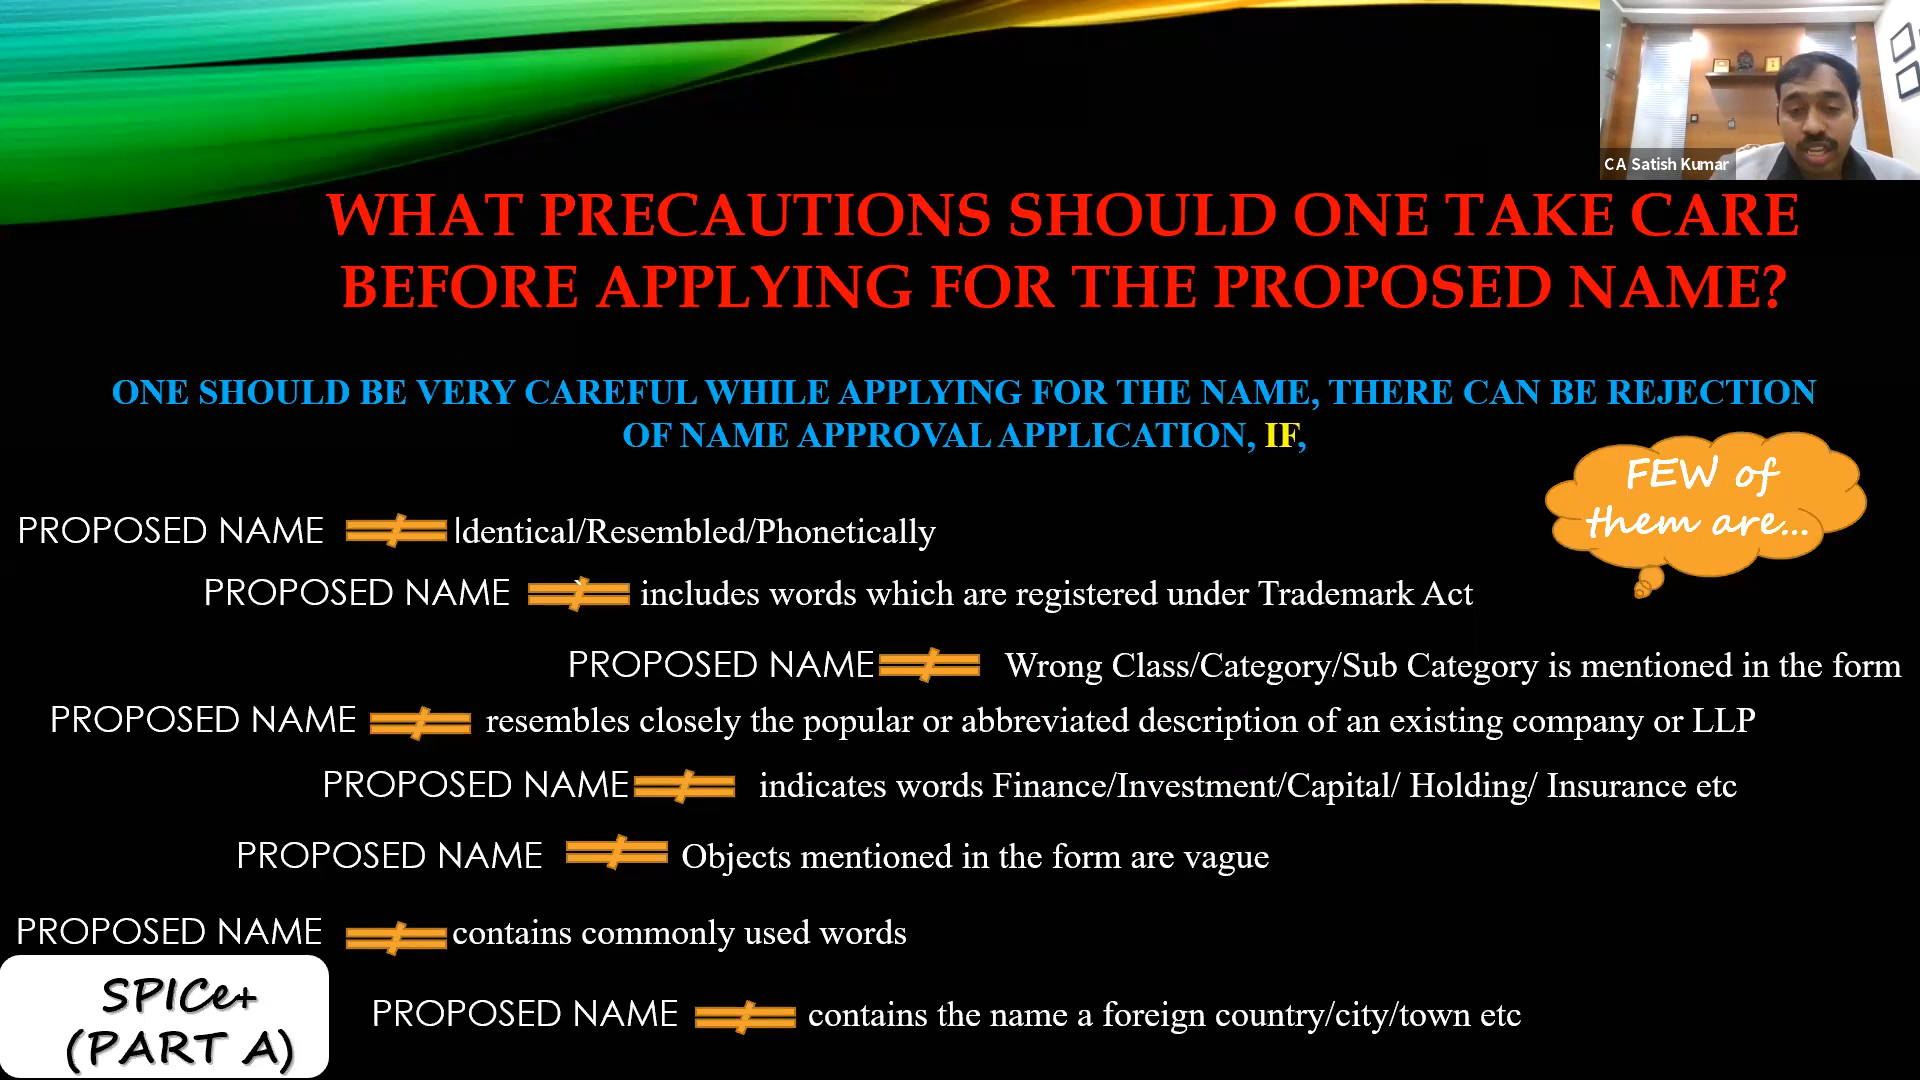 CA Satish Kumar
WHAT PRECAUTIONS SHOULD ONE TAKE CARE
BEFORE APPLYING FOR THE PROPOSED NAME?
ONE SHOULD BE VERY CAREFUL WHILE APPLYING FOR THE NAME, THERE CAN BE REJECTION
OF NAME APPROVAL APPLICATION, IF,
FEW of
them are...
PROPOSED NAME ≠ Identical/Resembled/Phonetically
PROPOSED NAME ≠ includes words which are registered under Trademark Act
PROPOSED NAME ≠ Wrong Class/Category/Sub Category is mentioned in the form
PROPOSED NAME ≠ resembles closely the popular or abbreviated description of an existing company or LLP
PROPOSED NAME ≠ indicates words Finance/Investment/Capital/ Holding/ Insurance etc
PROPOSED NAME ≠ Objects mentioned in the form are vague
PROPOSED NAME ≠ contains commonly used words
PROPOSED NAME ≠ contains the name a foreign country/city/town etc
SPICe+
(PART A)